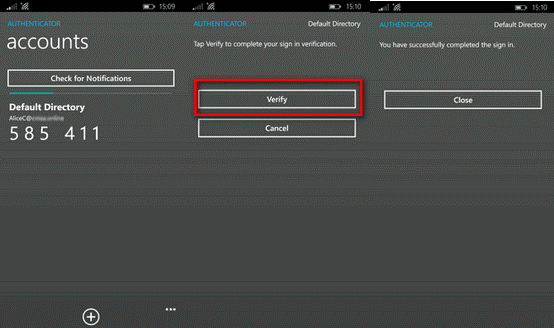 15:09
AUTHENTICATOR
accounts
Check for Notifications
Default Directory
AliceC@
585 411
15:10
AUTHENTICATOR
Default Directory
Tap Verify to complete your sign in verification.
Verify
Cancel
15:10
AUTHENTICATOR
Default Directory
You have successfully completed the sign in.
Close